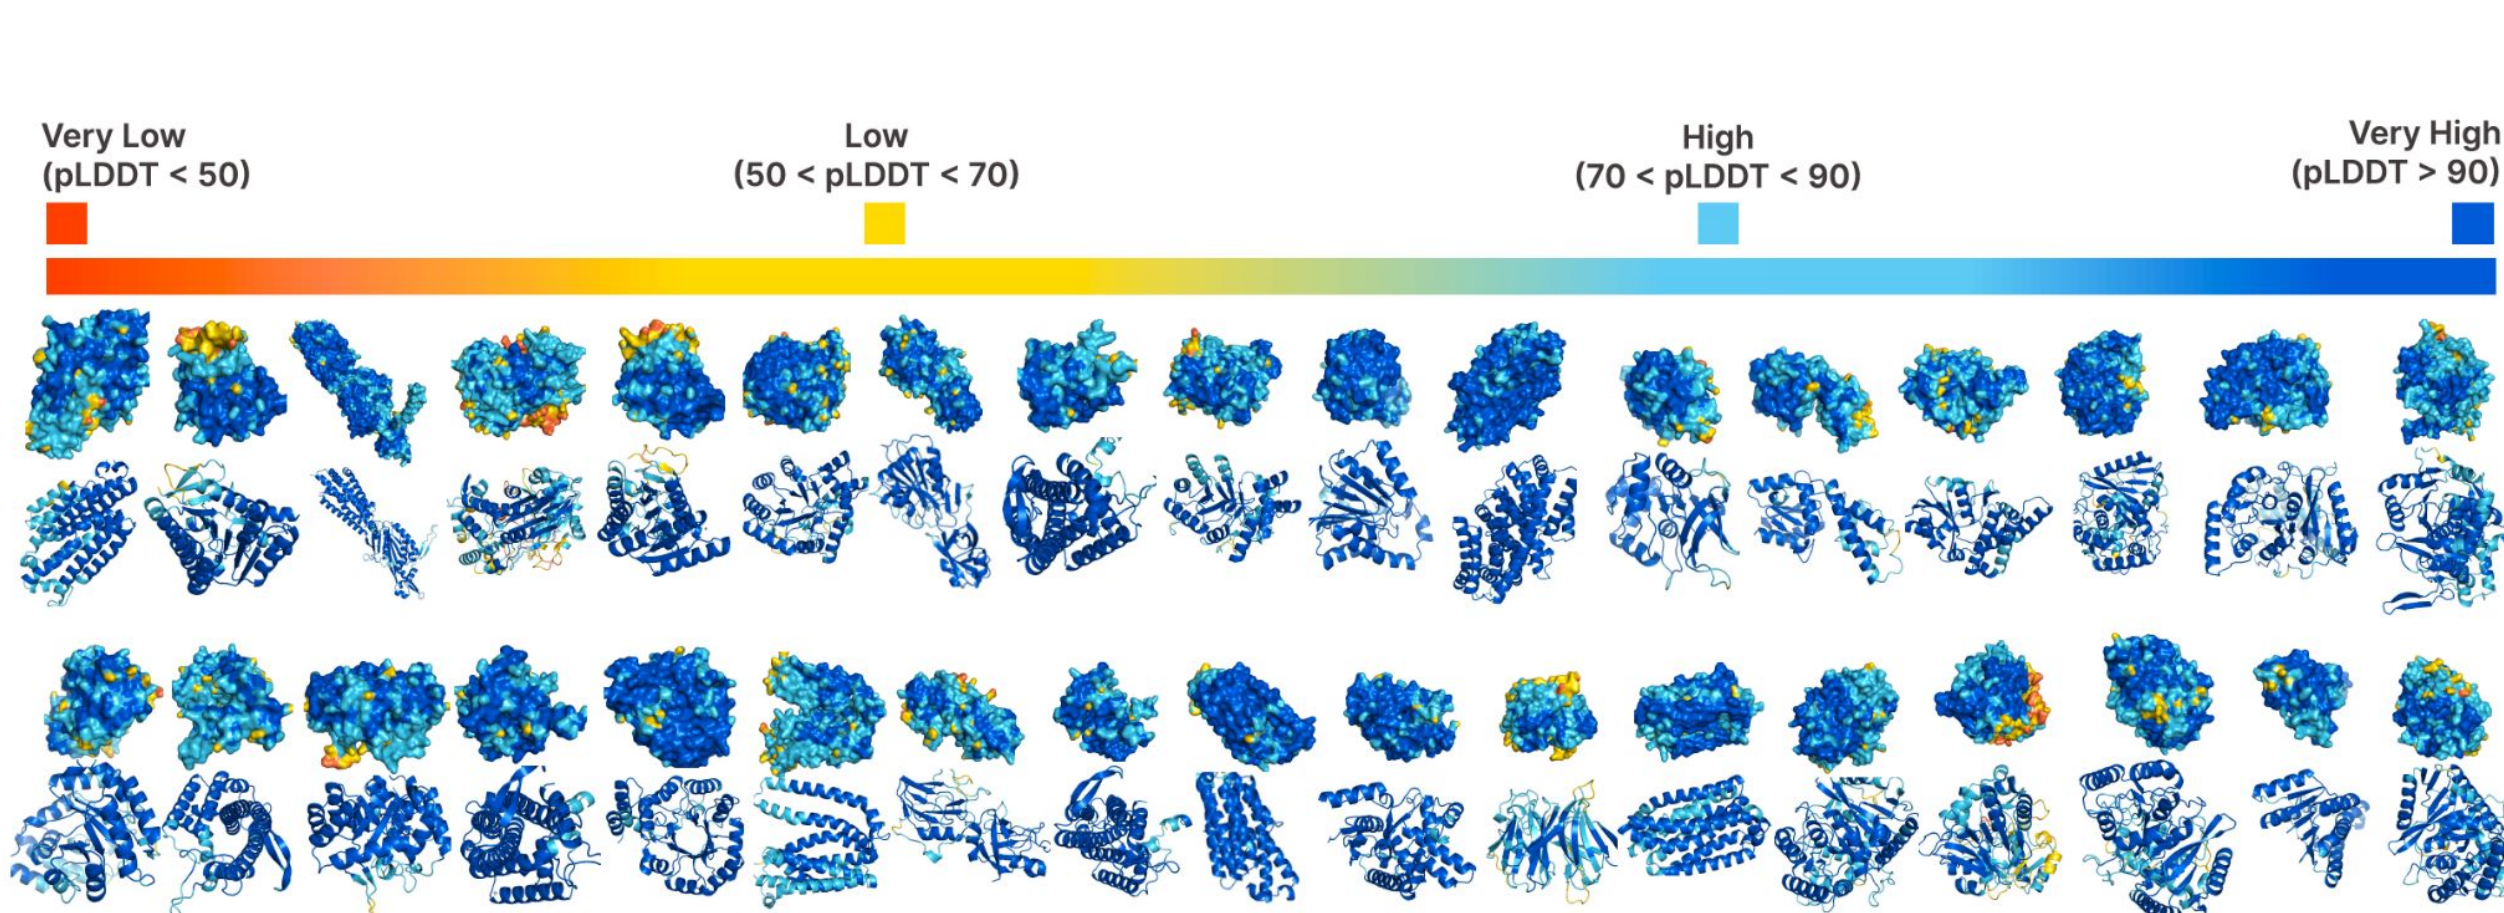 Very Low
(pLDDT < 50)
Low
(50 < pLDDT < 70)
High
(70 < pLDDT < 90)
Very High
(pLDDT > 90)